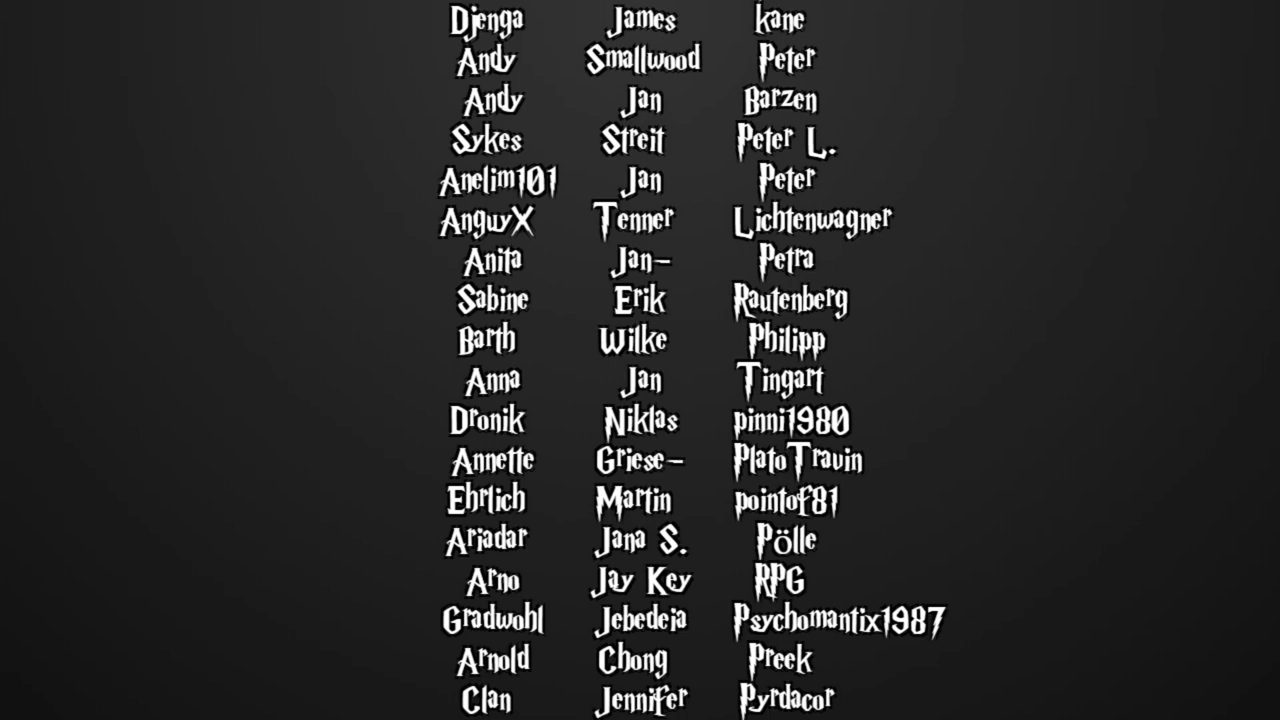 Djenga James kane
Andy Smallwood Peter
Andy Jan Barzen
Sykes Streit Peter L.
Anelim101 Jan Peter
AnguyX Tenner Lichtenwagner
Anita Jan- Petra
Sabine Erik Rautenberg
Barth Wilke Philipp
Anna Jan Tingart
Dronik Niklas pinni1980
Annette Griese- PlatoTravin
Ehrlich Martin pointof81
Ariadar Jana S. Pölle
Arno Jay Key RPG
Gradwohl Jebedeia Psychomantix1987
Arnold Chong Preek
Clan Jennifer Pyrdacor